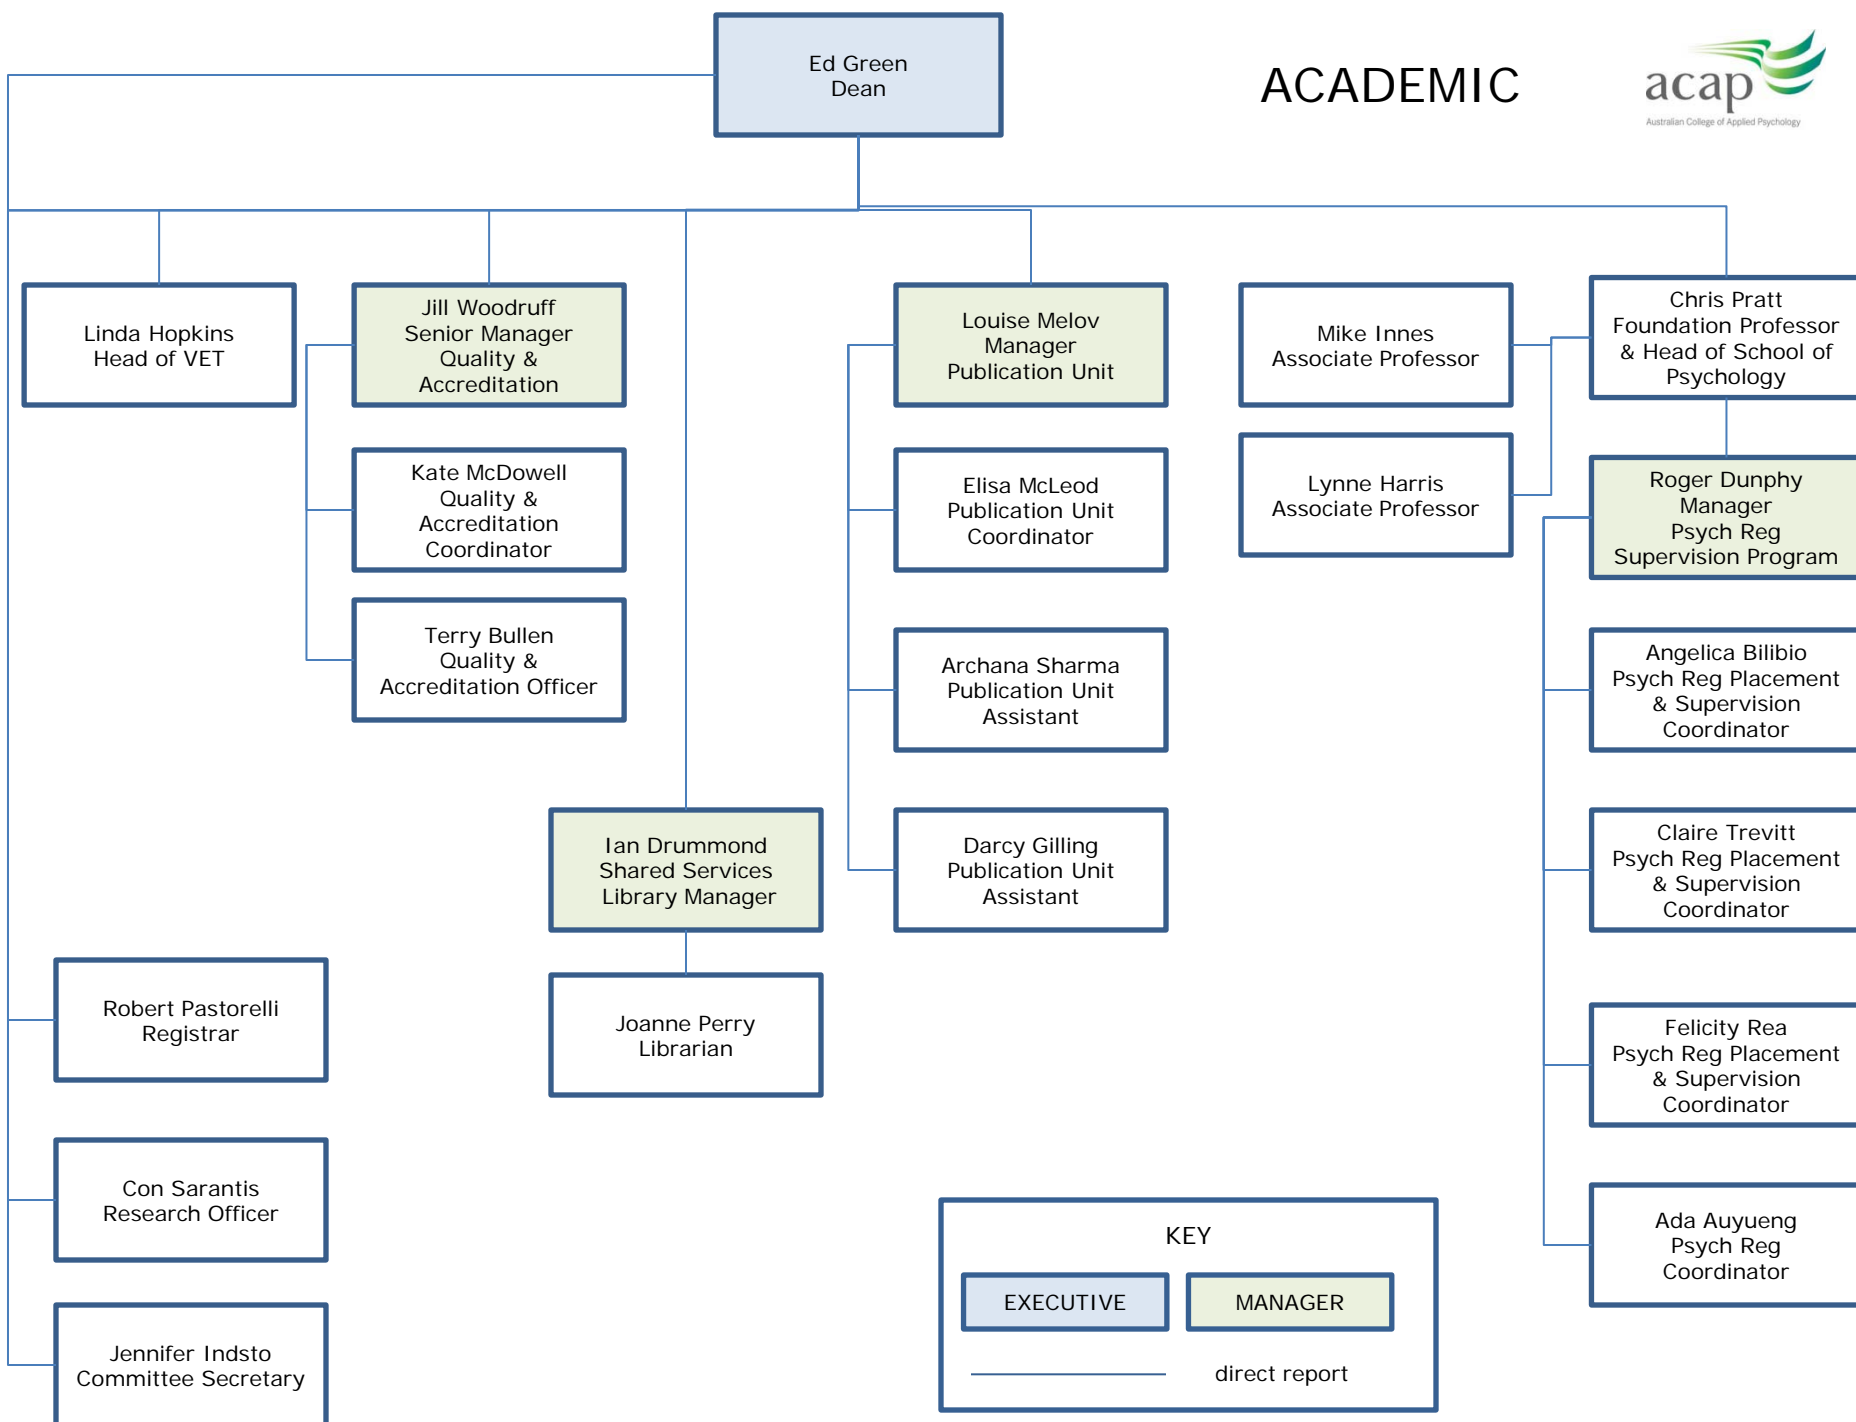 Ed Green
Dean
ACADEMIC
acap
Australian College of Applied Psychology
Linda Hopkins
Head of VET
Jill Woodruff
Senior Manager
Quality &
Accreditation
Kate McDowell
Quality &
Accreditation
Coordinator
Terry Bullen
Quality &
Accreditation Officer
Ian Drummond
Shared Services
Library Manager
Joanne Perry
Librarian
Louise Melov
Manager
Publication Unit
Elisa McLeod
Publication Unit
Coordinator
Archana Sharma
Publication Unit
Assistant
Darcy Gilling
Publication Unit
Assistant
Mike Innes
Associate Professor
Lynne Harris
Associate Professor
Chris Pratt
Foundation Professor
& Head of School of
Psychology
Roger Dunphy
Manager
Psych Reg
Supervision Program
Angelica Bilibio
Psych Reg Placement
& Supervision
Coordinator
Claire Trevitt
Psych Reg Placement
& Supervision
Coordinator
Felicity Rea
Psych Reg Placement
& Supervision
Coordinator
Ada Auyueng
Psych Reg
Coordinator
Robert Pastorelli
Registrar
Con Sarantis
Research Officer
Jennifer Indsto
Committee Secretary
KEY
EXECUTIVE
MANAGER
direct report